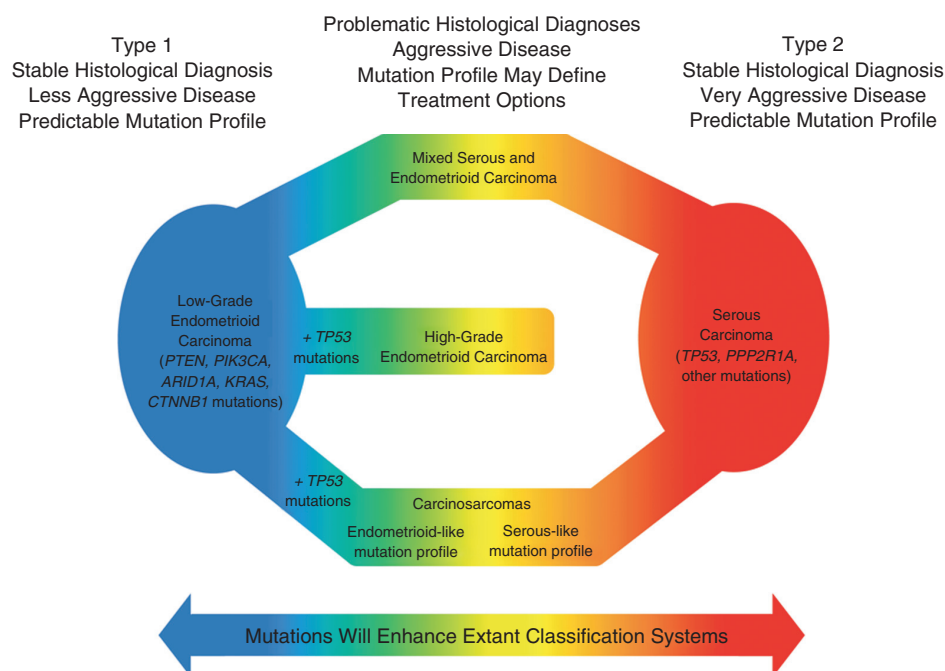 Type 1
Stable Histological Diagnosis
Less Aggressive Disease
Predictable Mutation Profile
Problematic Histological Diagnoses
Aggressive Disease
Mutation Profile May Define
Treatment Options
Type 2
Stable Histological Diagnosis
Very Aggressive Disease
Predictable Mutation Profile
Mixed Serous and
Endometrioid Carcinoma
Low-Grade
Endometrioid
Carcinoma
(PTEN, PIK3CA,
ARID1A, KRAS,
CTNNB1 mutations)
+ TP53
mutations
High-Grade
Endometrioid Carcinoma
Serous
Carcinoma
(TP53, PPP2R1A,
other mutations)
+ TP53
mutations
Carcinosarcomas
Endometrioid-like
mutation profile
Serous-like
mutation profile
Mutations Will Enhance Extant Classification Systems